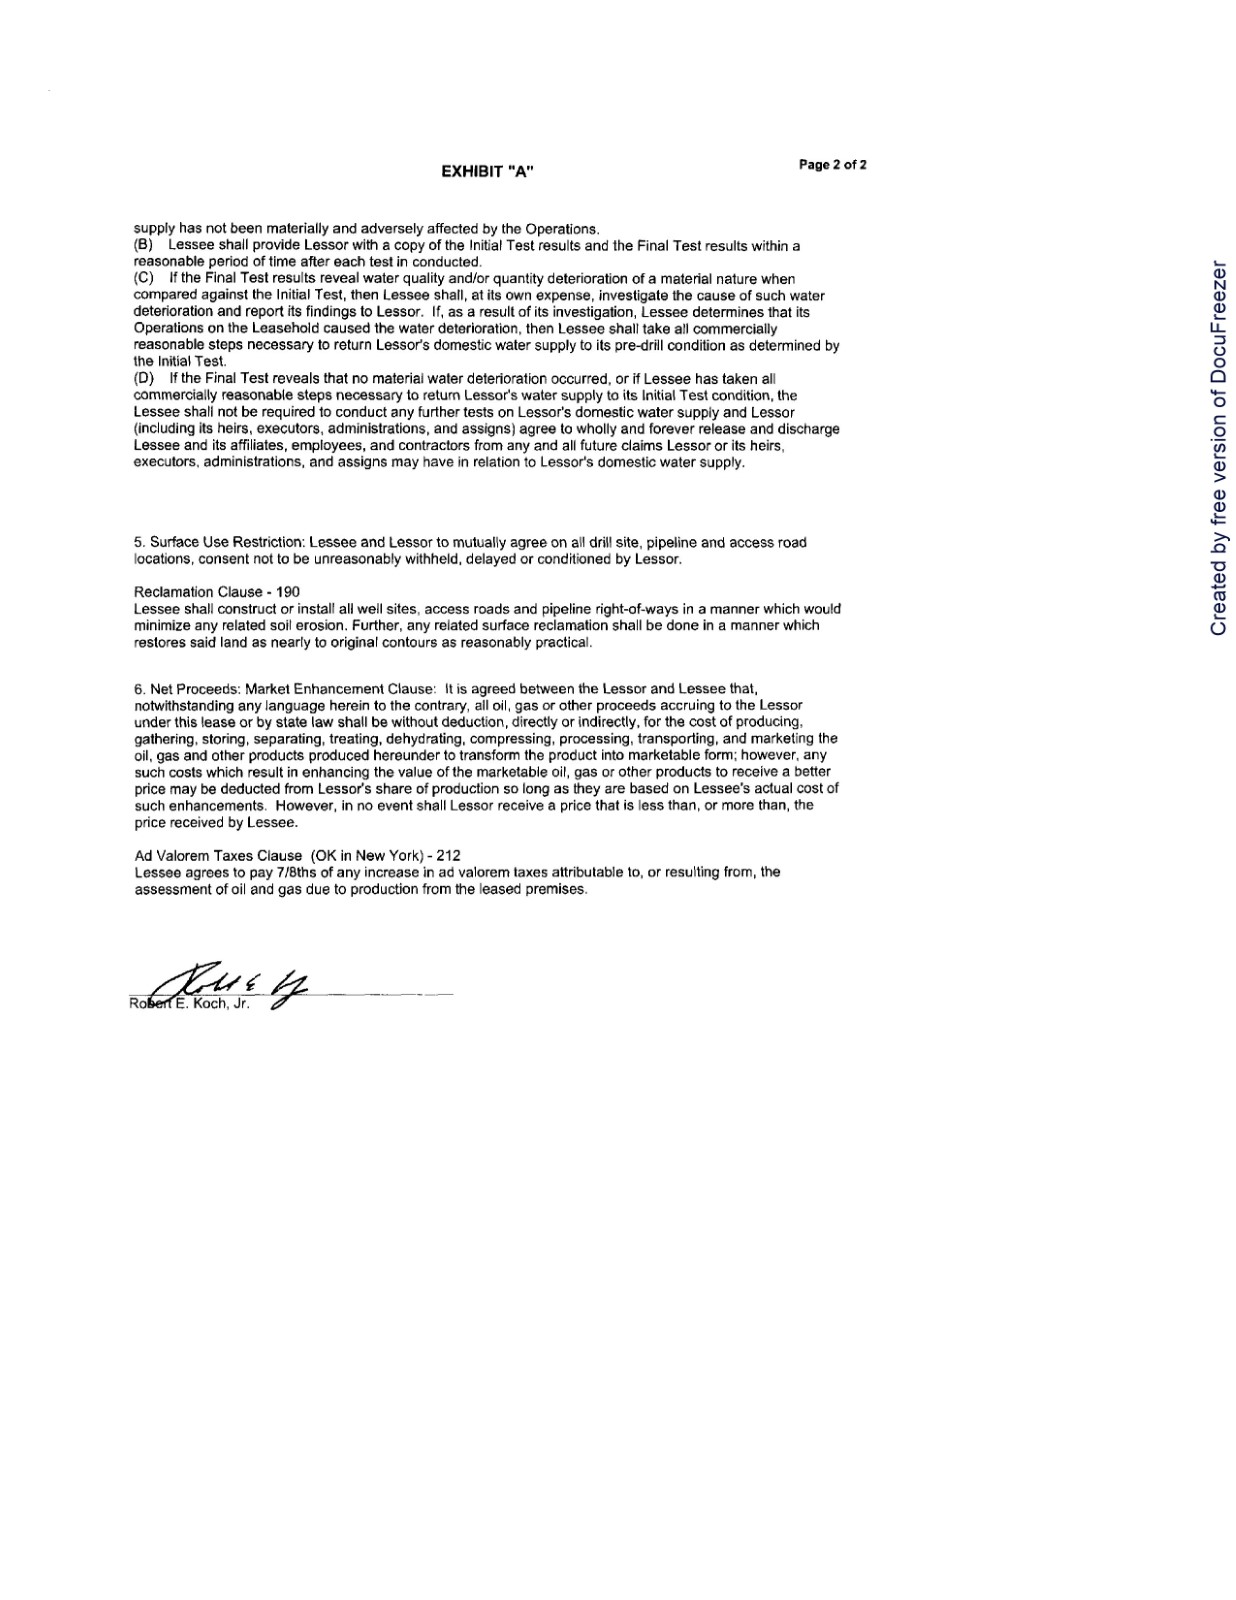 EXHIBIT "A"
Page 2 of 2
supply has not been materially and adversely affected by the Operations.
(B) Lessee shall provide Lessor with a copy of the Initial Test results and the Final Test results within a
reasonable period of time after each test in conducted.
(C) If the Final Test results reveal water quality and/or quantity deterioration of a material nature when
compared against the Initial Test, then Lessee shall, at its own expense, investigate the cause of such water
deterioration and report its findings to Lessor. If, as a result of its investigation, Lessee determines that its
Operations on the Leasehold caused the water deterioration, then Lessee shall take all commercially
reasonable steps necessary to return Lessor's domestic water supply to its pre-drill condition as determined by
the Initial Test.
(D) If the Final Test reveals that no material water deterioration occurred, or if Lessee has taken all
commercially reasonable steps necessary to return Lessor's water supply to its Initial Test condition, the
Lessee shall not be required to conduct any further tests on Lessor's domestic water supply and Lessor
(including its heirs, executors, administrations, and assigns) agree to wholly and forever release and discharge
Lessee and its affiliates, employees, and contractors from any and all future claims Lessor or its heirs,
executors, administrations, and assigns may have in relation to Lessor's domestic water supply.
5. Surface Use Restriction: Lessee and Lessor to mutually agree on all drill site, pipeline and access road
locations, consent not to be unreasonably withheld, delayed or conditioned by Lessor.
Reclamation Clause - 190
Lessee shall construct or install all well sites, access roads and pipeline right-of-ways in a manner which would
minimize any related soil erosion. Further, any related surface reclamation shall be done in a manner which
restores said land as nearly to original contours as reasonably practical.
6. Net Proceeds: Market Enhancement Clause: It is agreed between the Lessor and Lessee that,
notwithstanding any language herein to the contrary, all oil, gas or other proceeds accruing to the Lessor
under this lease or by state law shall be without deduction, directly or indirectly, for the cost of producing,
gathering, storing, separating, treating, dehydrating, compressing, processing, transporting, and marketing the
oil, gas and other products produced hereunder to transform the product into marketable form; however, any
such costs which result in enhancing the value of the marketable oil, gas or other products to receive a better
price may be deducted from Lessor's share of production so long as they are based on Lessee's actual cost of
such enhancements. However, in no event shall Lessor receive a price that is less than, or more than, the
price received by Lessee.
Ad Valorem Taxes Clause (OK in New York) - 212
Lessee agrees to pay 7/8ths of any increase in ad valorem taxes attributable to, or resulting from, the
assessment of oil and gas due to production from the leased premises.
Robert E. Koch, Jr.
Created by free version of DocuFreezer